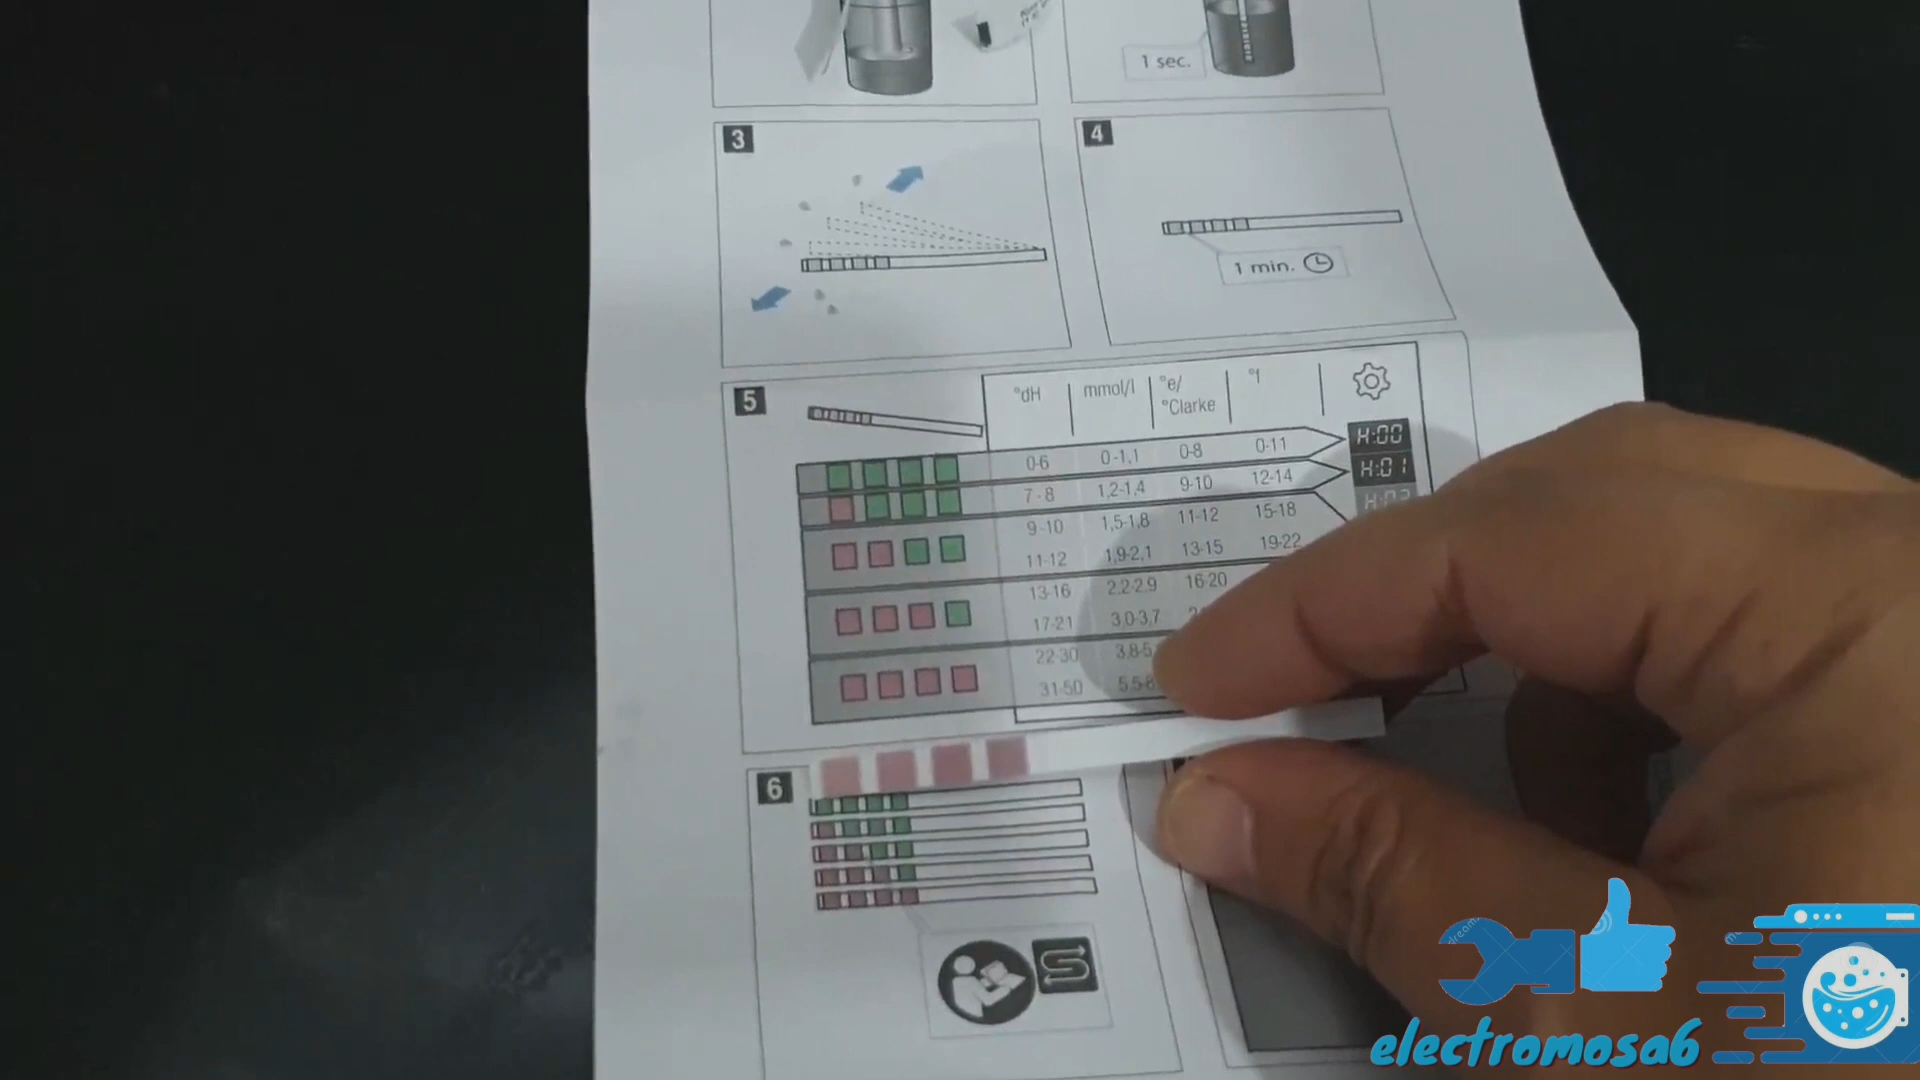 1 sec.
3
4
1 min.
5
°dH mmol/l °e/ °Clarke °f
0-6 0-1,1 0-8 0-11 H:00
7-8 1,2-1,4 9-10 12-14 H:01
9-10 1,5-1,8 11-12 15-18 H:02
11-12 1,9-2,1 13-15 19-22
13-16 2,2-2,9 16-20
17-21 3,0-3,7
22-30
31-50
6
electromosa6